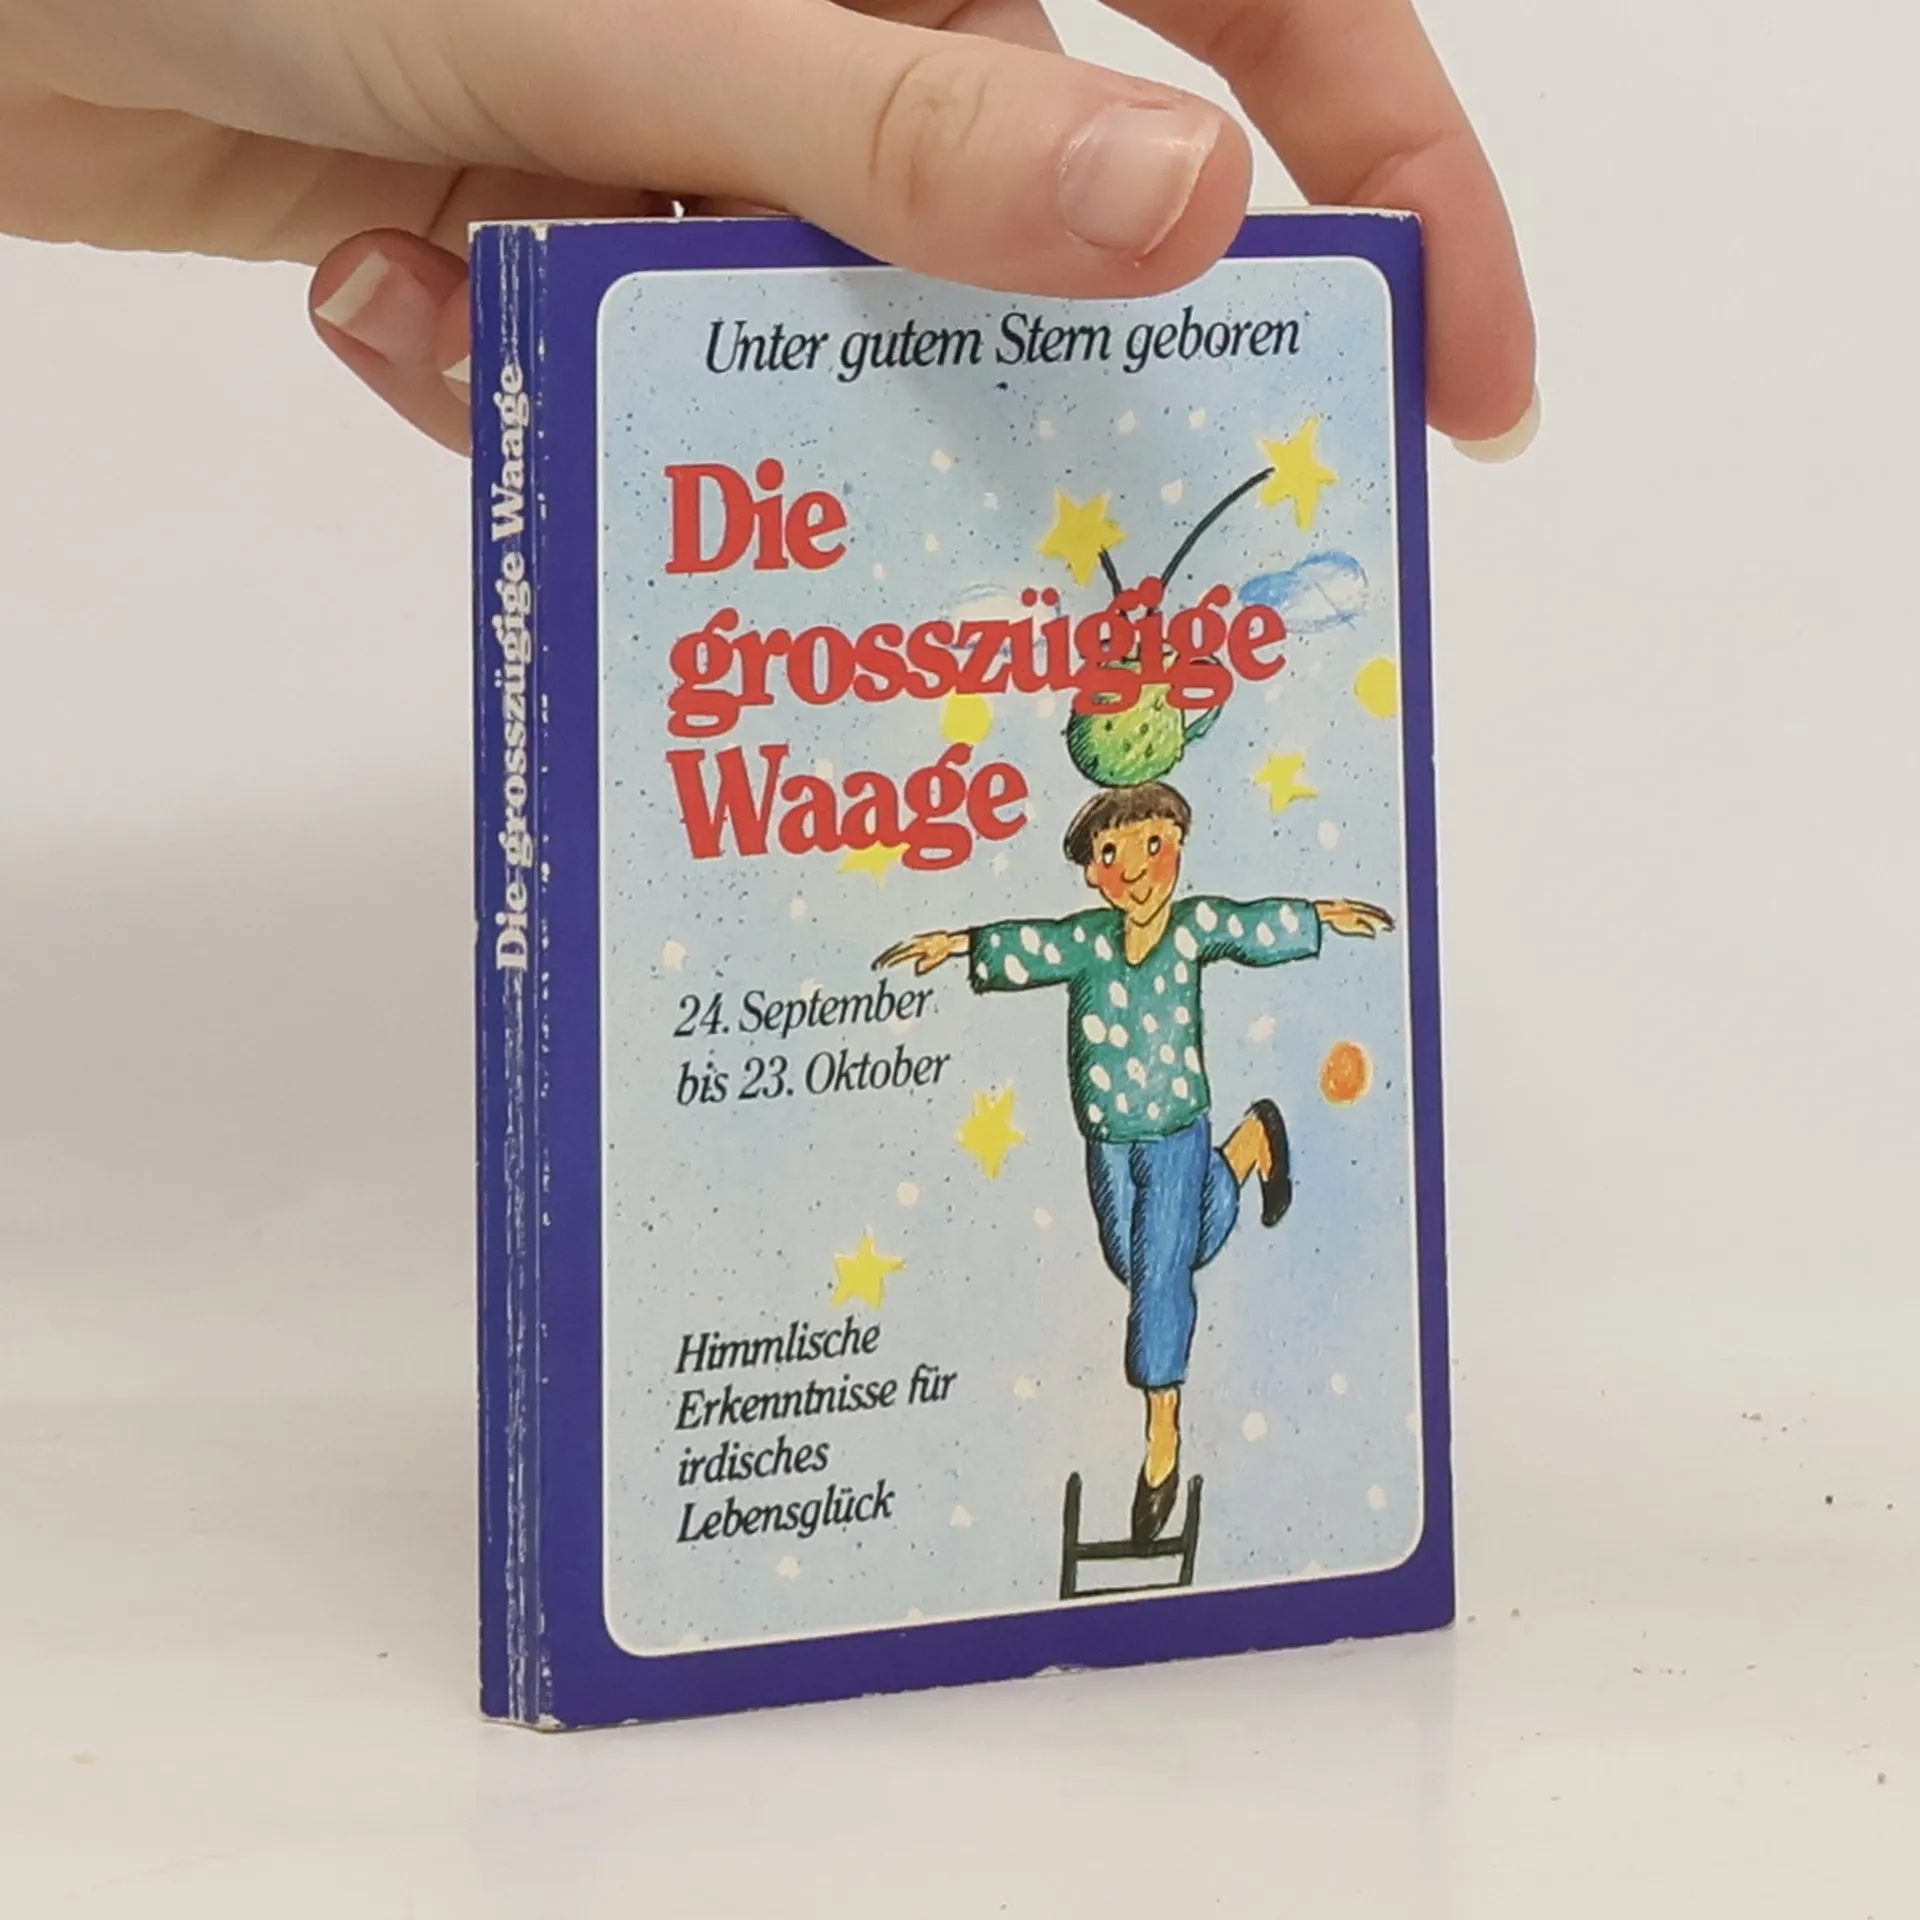 Unter gutem Stern geboren
Die
grosszügige
Waage
24. September
bis 23. Oktober
Himmlische
Erkenntnisse für
irdisches
Lebensglück
Die grosszügige Waage